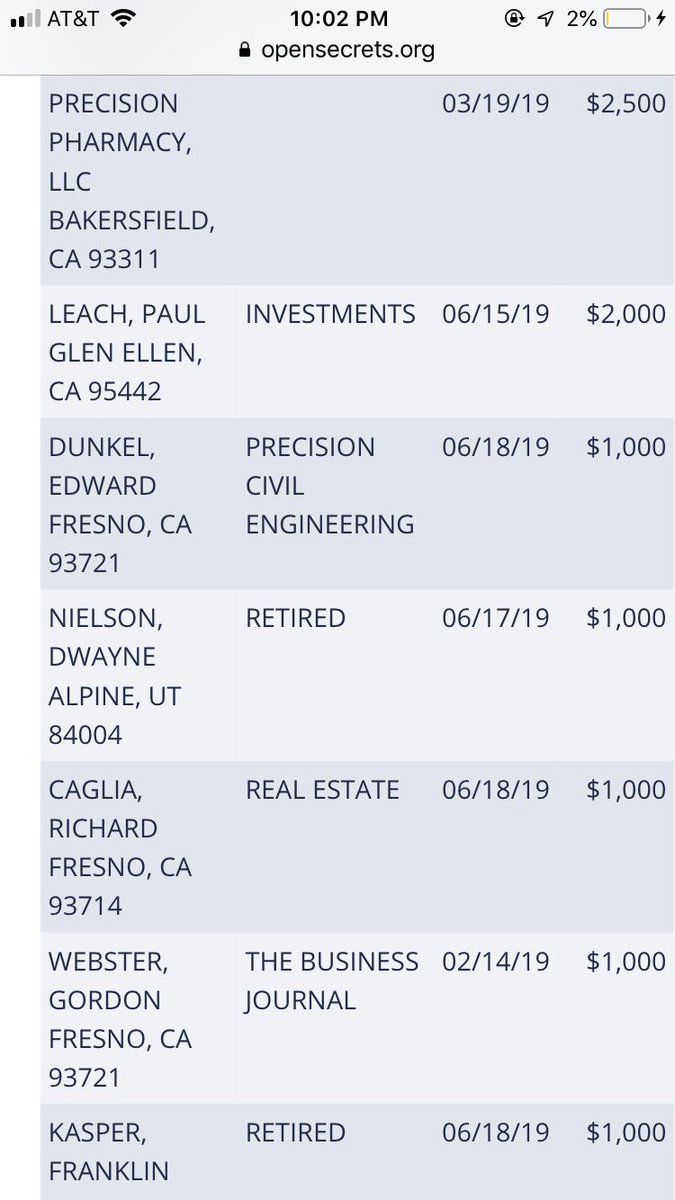 AT&T 10:02 PM 2%
opensecrets.org
PRECISION 03/19/19 $2,500
PHARMACY,
LLC
BAKERSFIELD,
CA 93311
LEACH, PAUL INVESTMENTS 06/15/19 $2,000
GLEN ELLEN,
CA 95442
DUNKEL, PRECISION 06/18/19 $1,000
EDWARD CIVIL
FRESNO, CA ENGINEERING
93721
NIELSON, RETIRED 06/17/19 $1,000
DWAYNE
ALPINE, UT
84004
CAGLIA, REAL ESTATE 06/18/19 $1,000
RICHARD
FRESNO, CA
93714
WEBSTER, THE BUSINESS 02/14/19 $1,000
GORDON JOURNAL
FRESNO, CA
93721
KASPER, RETIRED 06/18/19 $1,000
FRANKLIN